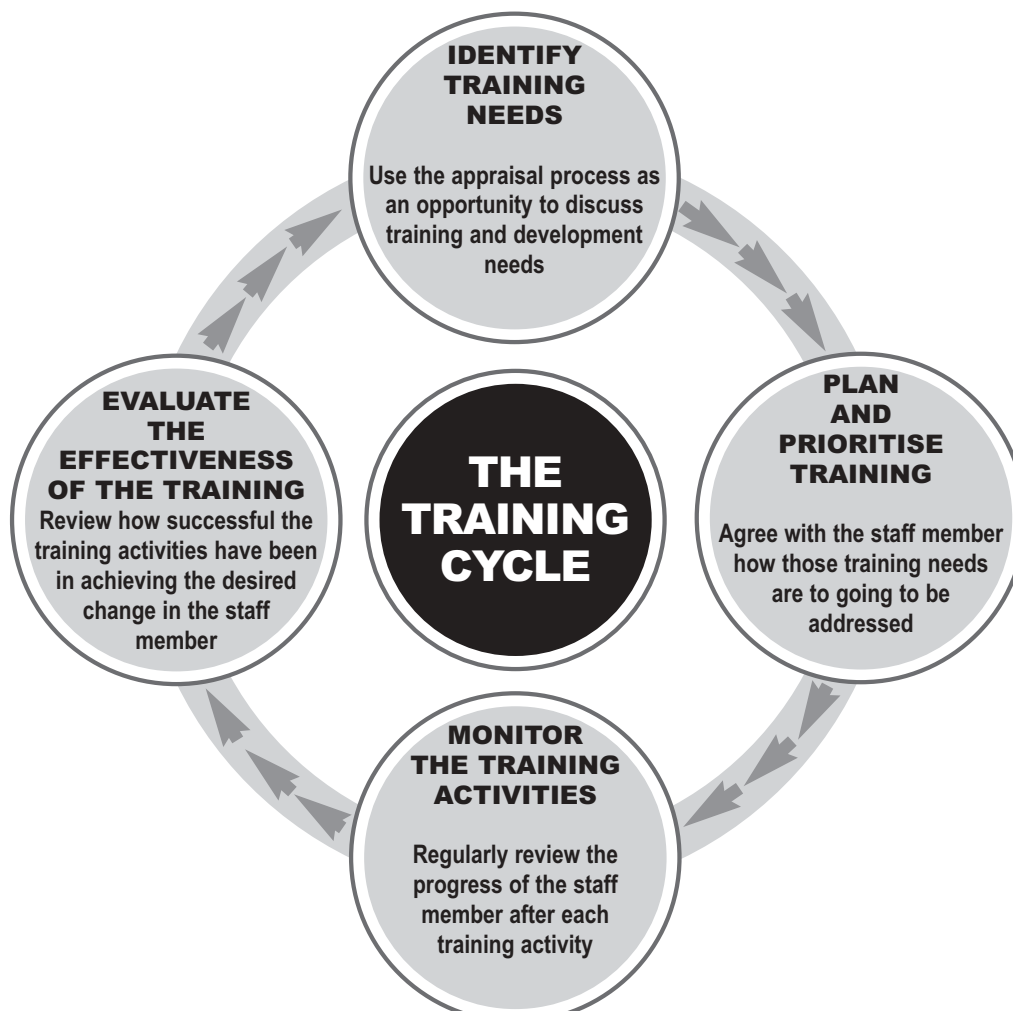 IDENTIFY
TRAINING
NEEDS
Use the appraisal process as
an opportunity to discuss
training and development
needs
PLAN
AND
PRIORITISE
TRAINING
Agree with the staff member
how those training needs
are to going to be
addressed
MONITOR
THE TRAINING
ACTIVITIES
Regularly review the
progress of the staff
member after each
training activity
EVALUATE
THE
EFFECTIVENESS
OF THE TRAINING
Review how successful the
training activities have been
in achieving the desired
change in the staff
member
THE
TRAINING
CYCLE